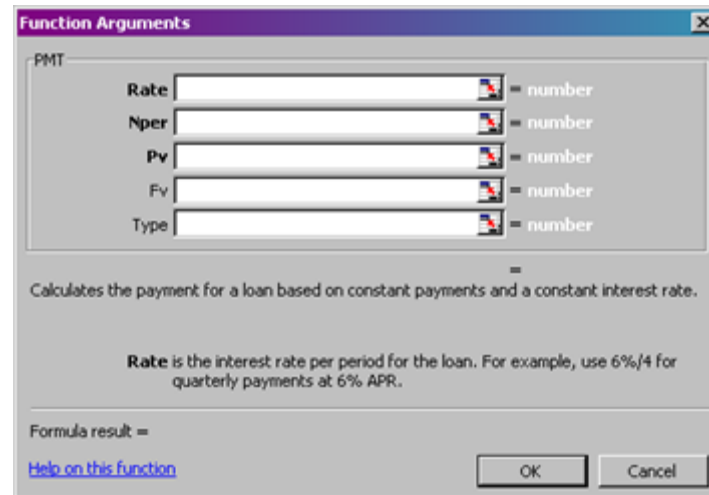 Function Arguments
PMT
Rate = number
Nper = number
Pv = number
Fv = number
Type = number
=
Calculates the payment for a loan based on constant payments and a constant interest rate.
Rate is the interest rate per period for the loan. For example, use 6%/4 for
quarterly payments at 6% APR.
Formula result =
Help on this function
OK Cancel